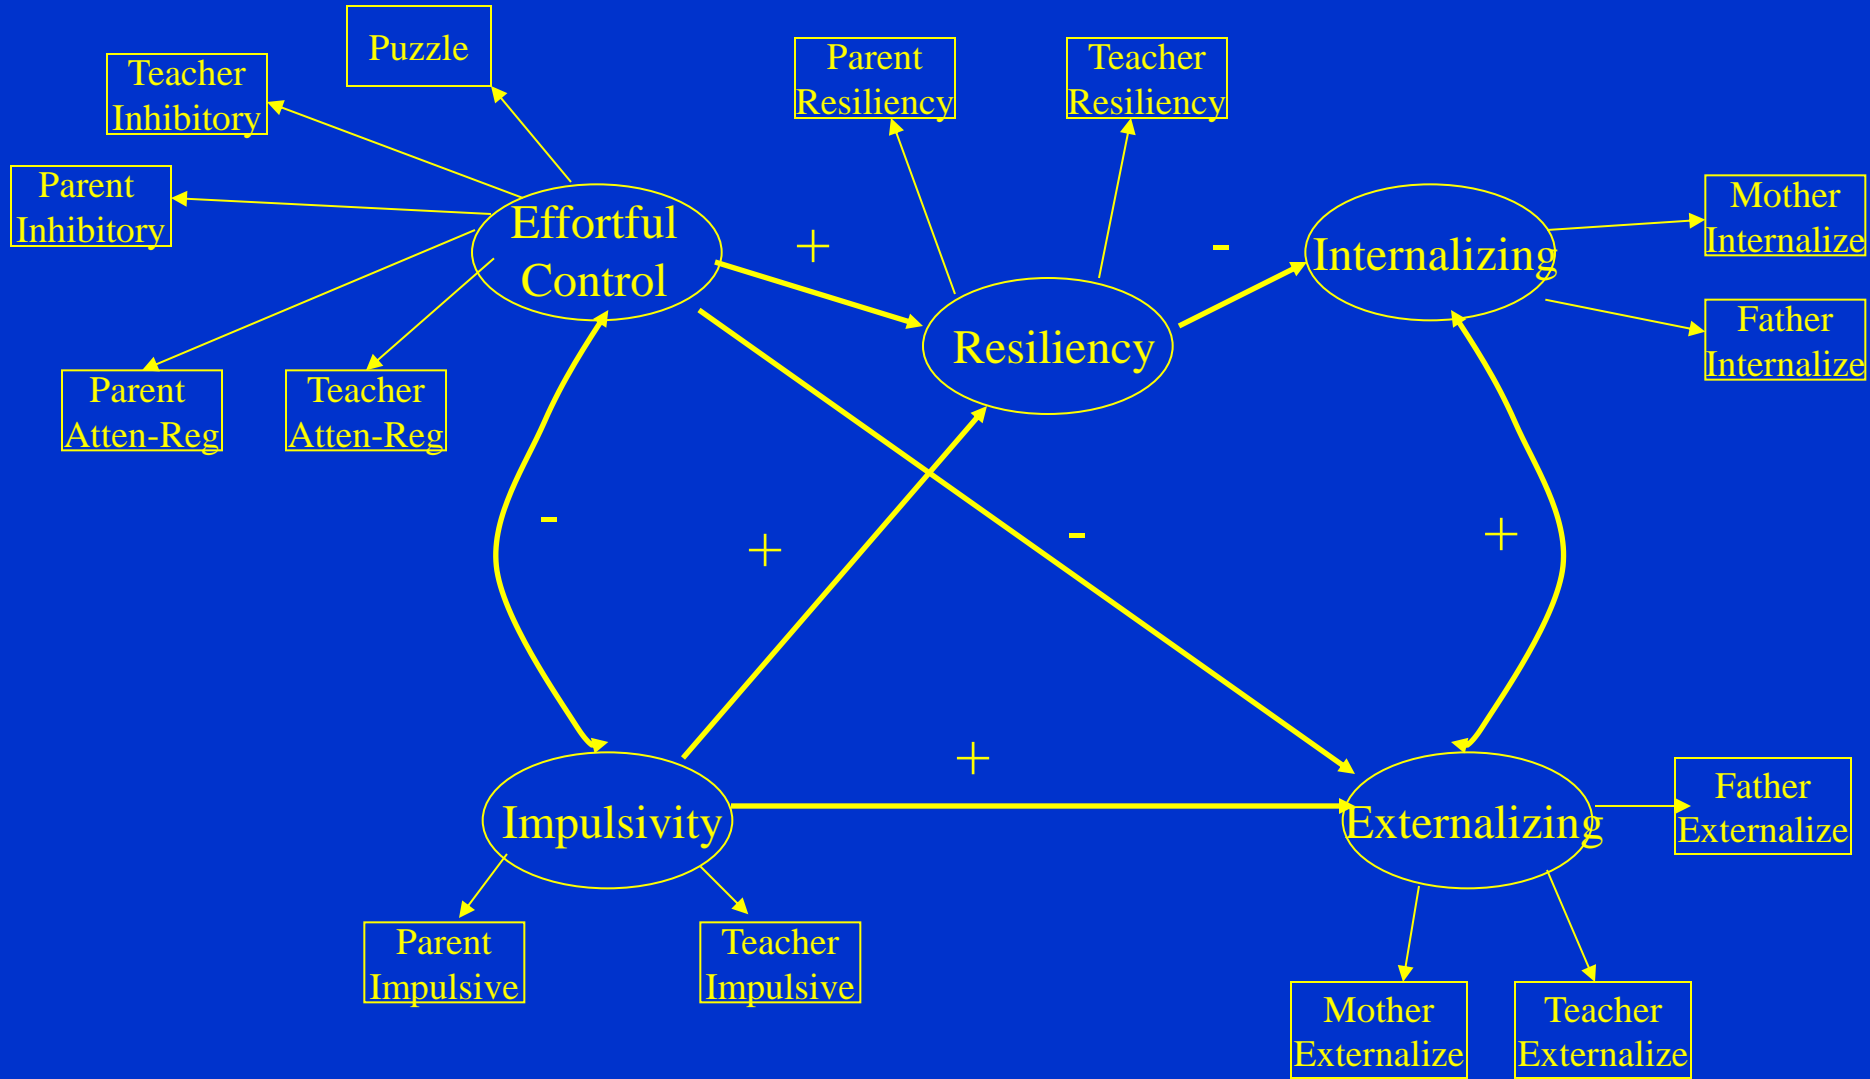 Puzzle
Teacher
Inhibitory
Parent
Inhibitory
Effortful
Control
Parent
Atten-Reg
Teacher
Atten-Reg
Parent
Resiliency
Teacher
Resiliency
+
-
Resiliency
Internalizing
Mother
Internalize
Father
Internalize
-
+
-
+
+
Impulsivity
Externalizing
Father
Externalize
Parent
Impulsive
Teacher
Impulsive
Mother
Externalize
Teacher
Externalize